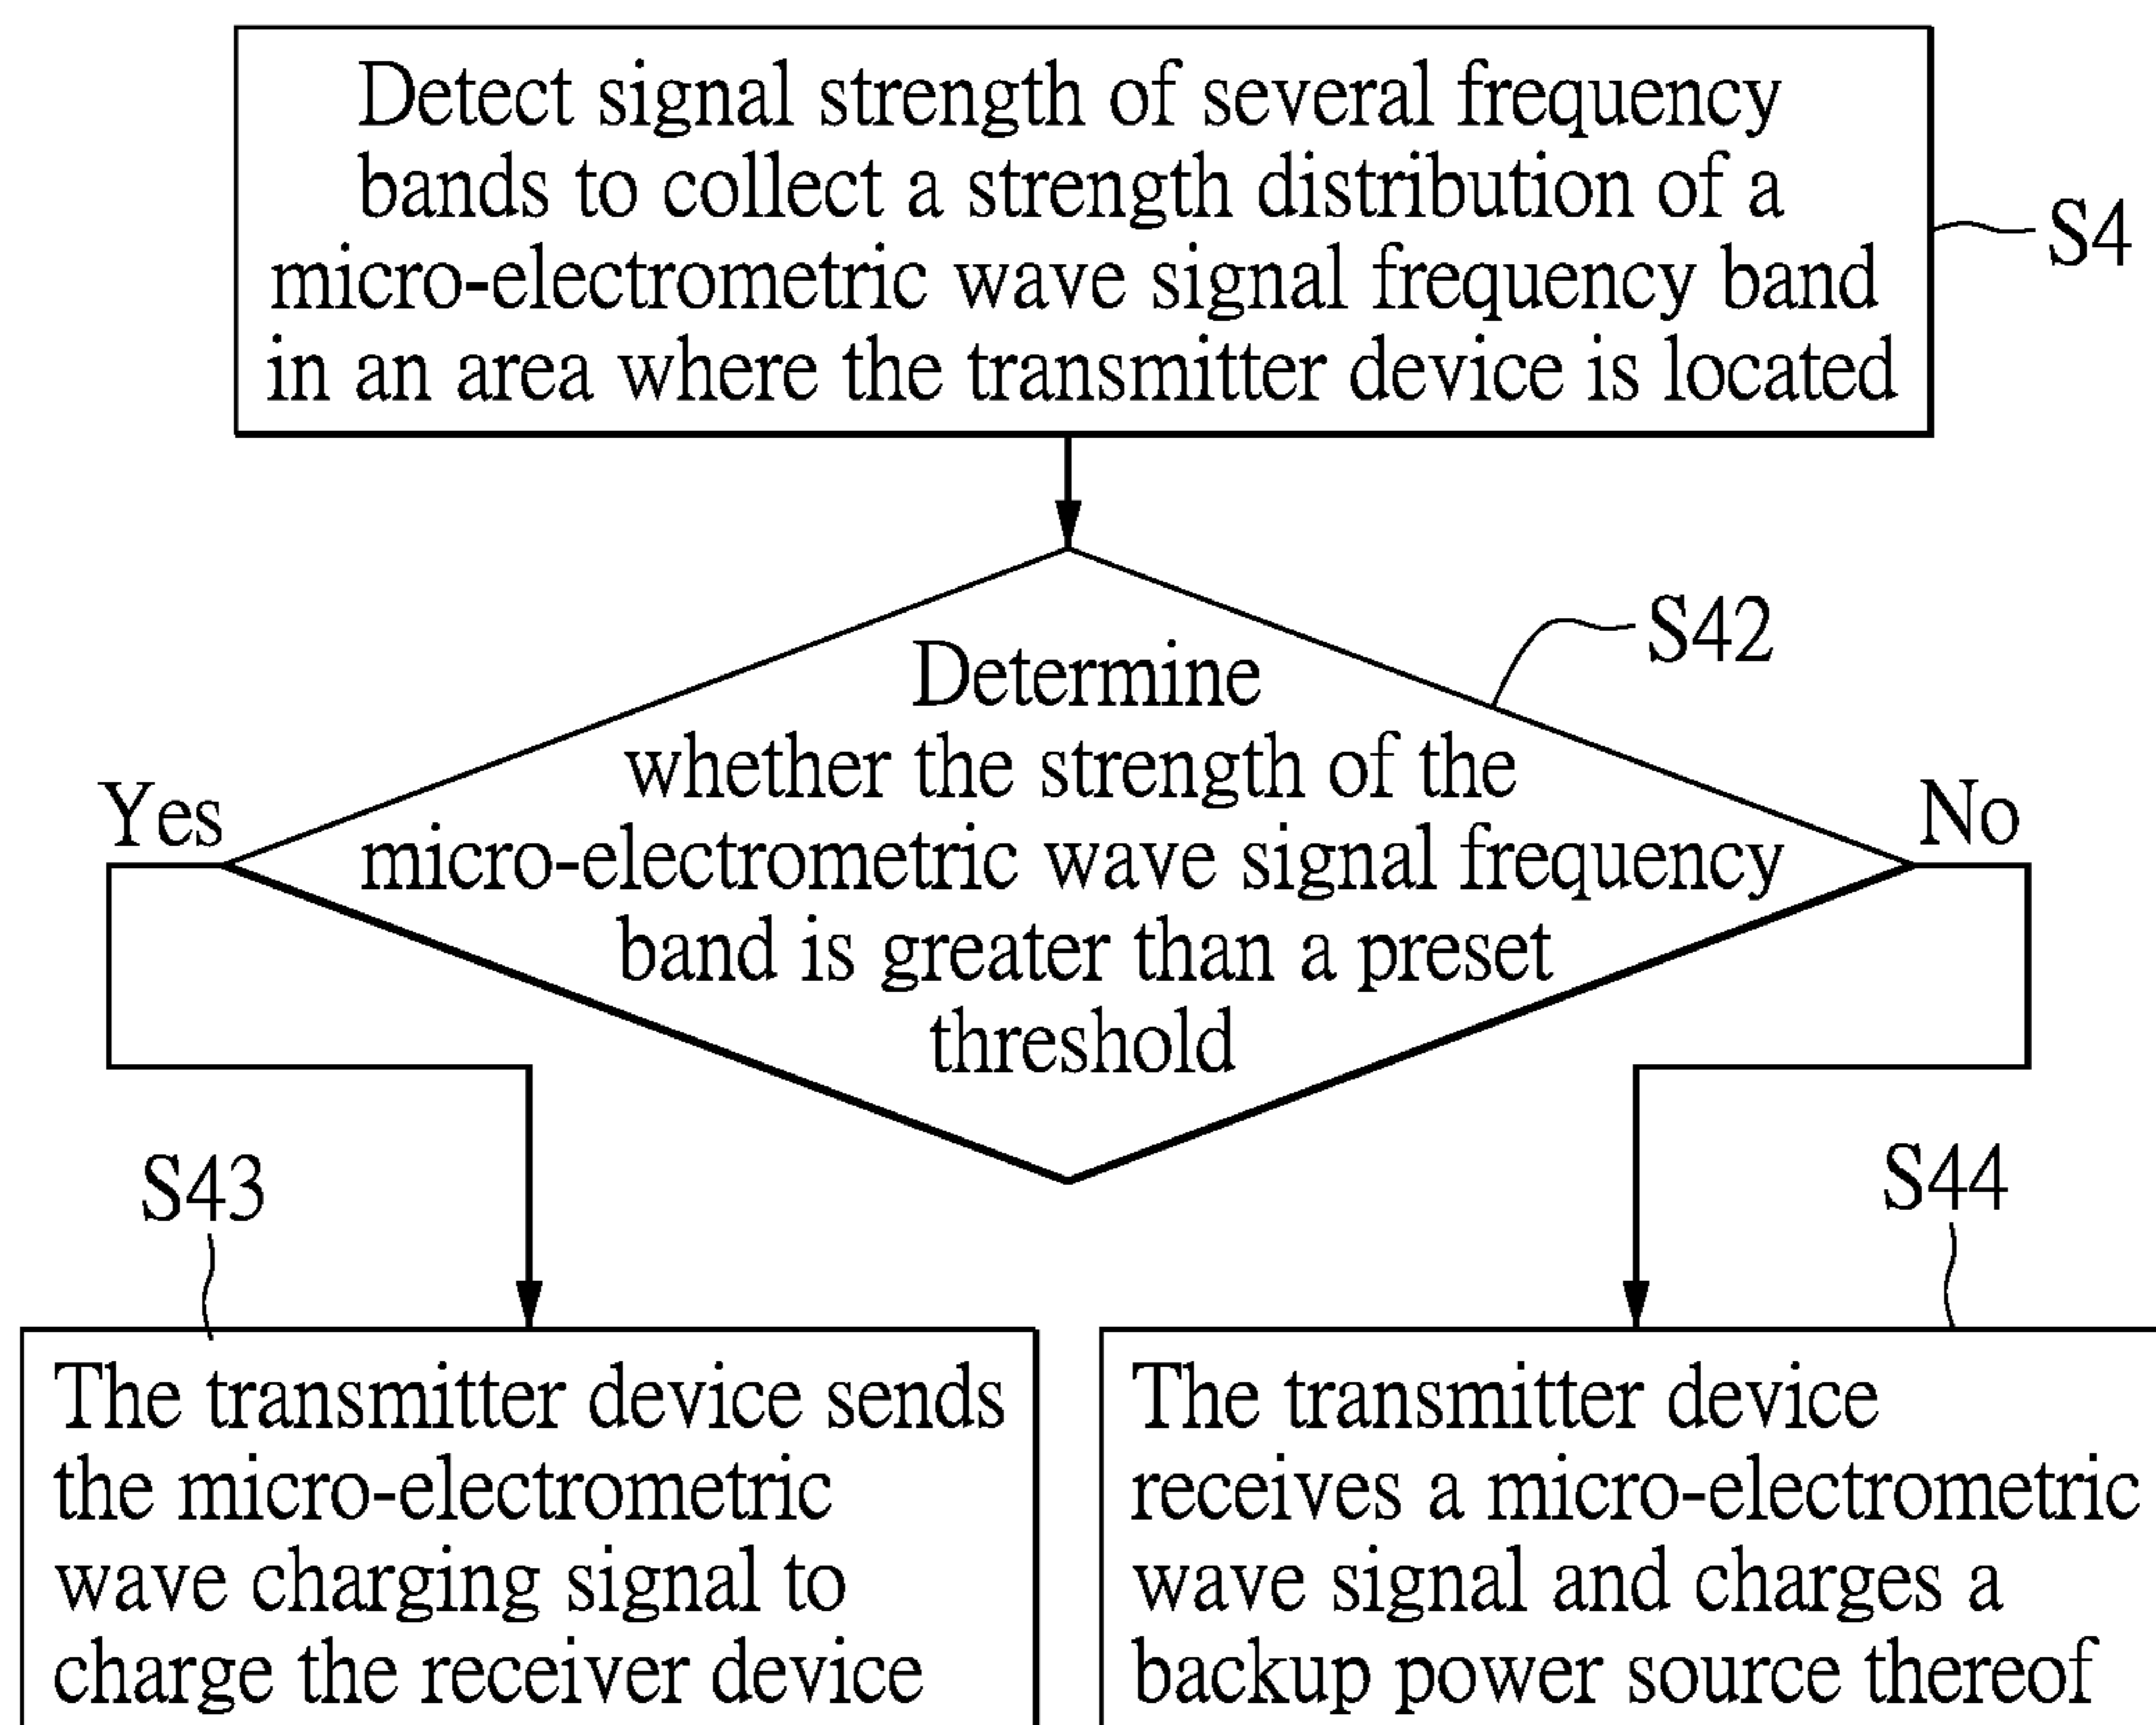 Detect signal strength of several frequency
bands to collect a strength distribution of a
micro-electrometric wave signal frequency band
in an area where the transmitter device is located
S4
S42
Determine
whether the strength of the
micro-electrometric wave signal frequency
band is greater than a preset
threshold
Yes
No
S43
S44
The transmitter device sends
the micro-electrometric
wave charging signal to
charge the receiver device
The transmitter device
receives a micro-electrometric
wave signal and charges a
backup power source thereof